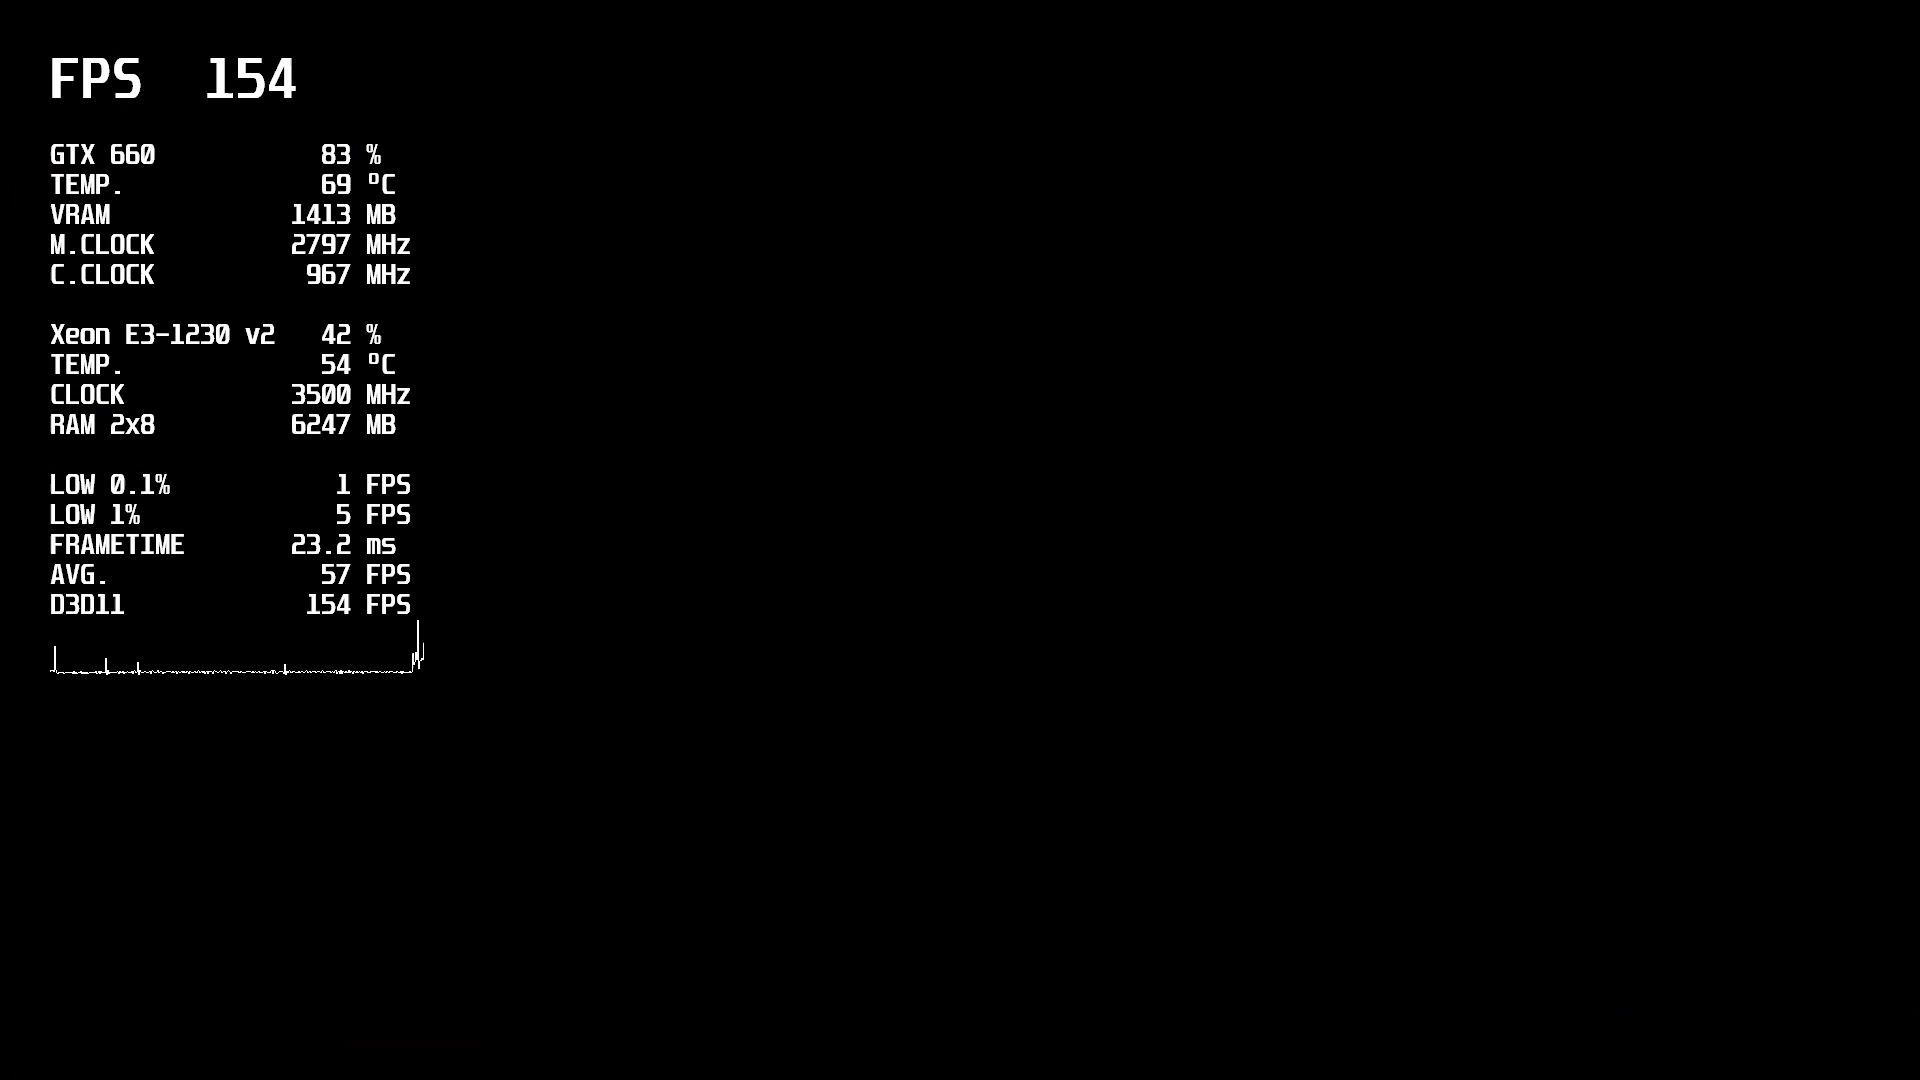 FPS 154
GTX 660 83 %
TEMP. 69 ºC
VRAM 1413 MB
M.CLOCK 2797 MHz
C.CLOCK 967 MHz
Xeon E3-1230 v2 42 %
TEMP. 54 ºC
CLOCK 3500 MHz
RAM 2x8 6247 MB
LOW 0.1% 1 FPS
LOW 1% 5 FPS
FRAMETIME 23.2 ms
AVG. 57 FPS
D3D11 154 FPS